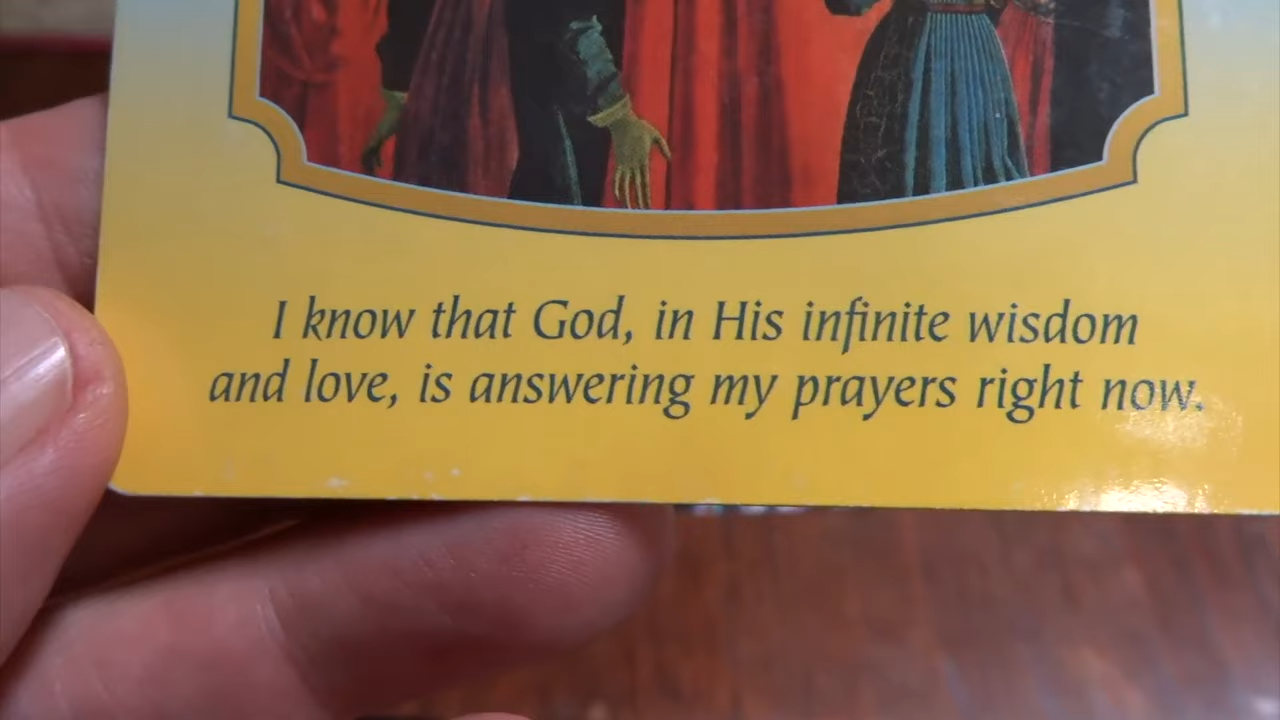 I know that God, in His infinite wisdom
and love, is answering my prayers right now.